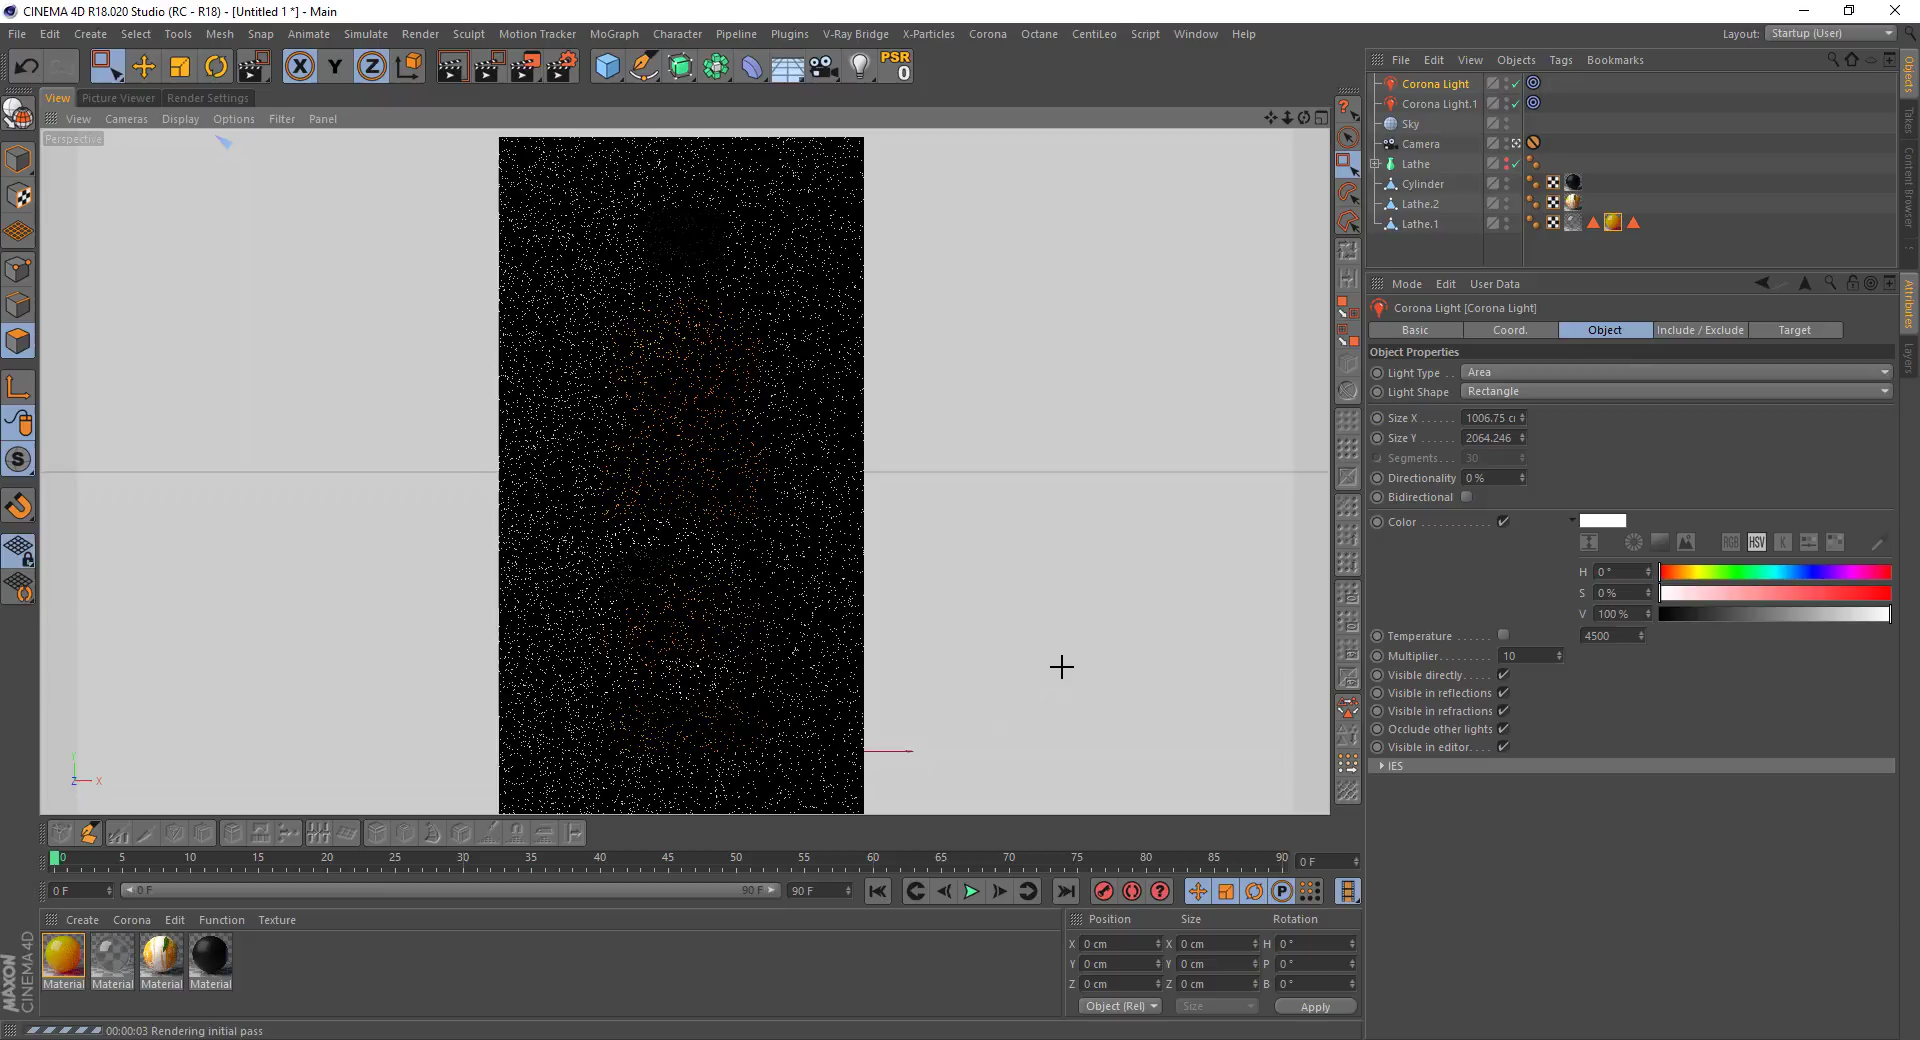 CINEMA 4D R18.020 Studio (RC - R18) - [Untitled 1 *] - Main
File Edit Create Select Tools Mesh Snap Animate Simulate Render Sculpt Motion Tracker MoGraph Character Pipeline Plugins V-Ray Bridge X-Particles Corona Octane CentiLeo Script Window Help
Layout: Startup (User)
X Y Z PSR 0
View Picture Viewer Render Settings
View Cameras Display Options Filter Panel
Perspective
Y
Z X
File Edit View Objects Tags Bookmarks
Corona Light
Corona Light.1
Sky
Camera
Lathe
Cylinder
Lathe.2
Lathe.1
Objects
Takes
Content Browser
Attributes
Layers
Mode Edit User Data
Corona Light [Corona Light]
Basic Coord. Object Include / Exclude Target
Object Properties
Light Type . . Area
Light Shape Rectangle
Size X . . . . . . 1006.75 c
Size Y . . . . . . 2064.246
Segments. . . 30
Directionality 0 %
Bidirectional
Color . . . . . . . . . . . .
RGB HSV K
H 0 °
S 0 %
V 100 %
Temperature . . . . . . 4500
Multiplier. . . . . . . . . 10
Visible directly. . . . .
Visible in reflections
Visible in refractions
Occlude other lights
Visible in editor. . . .
IES
0 5 10 15 20 25 30 35 40 45 50 55 60 65 70 75 80 85 90 0 F
0 F 0 F 90 F 90 F
P
Create Corona Edit Function Texture
Material Material Material Material
Position Size Rotation
X 0 cm X 0 cm H 0 °
Y 0 cm Y 0 cm P 0 °
Z 0 cm Z 0 cm B 0 °
Object (Rel) Size Apply
MAXON CINEMA 4D
00:00:03 Rendering initial pass